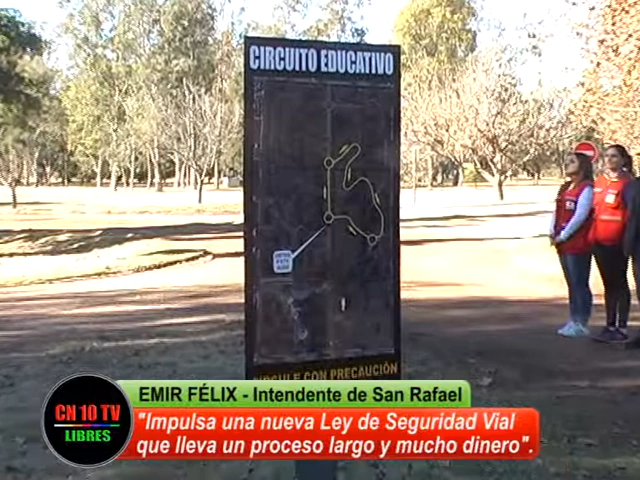 CIRCUITO EDUCATIVO
CIRCULE CON PRECAUCIÓN
EMIR FÉLIX - Intendente de San Rafael
CN 10 TV
LIBRES
"Impulsa una nueva Ley de Seguridad Vial
que lleva un proceso largo y mucho dinero".